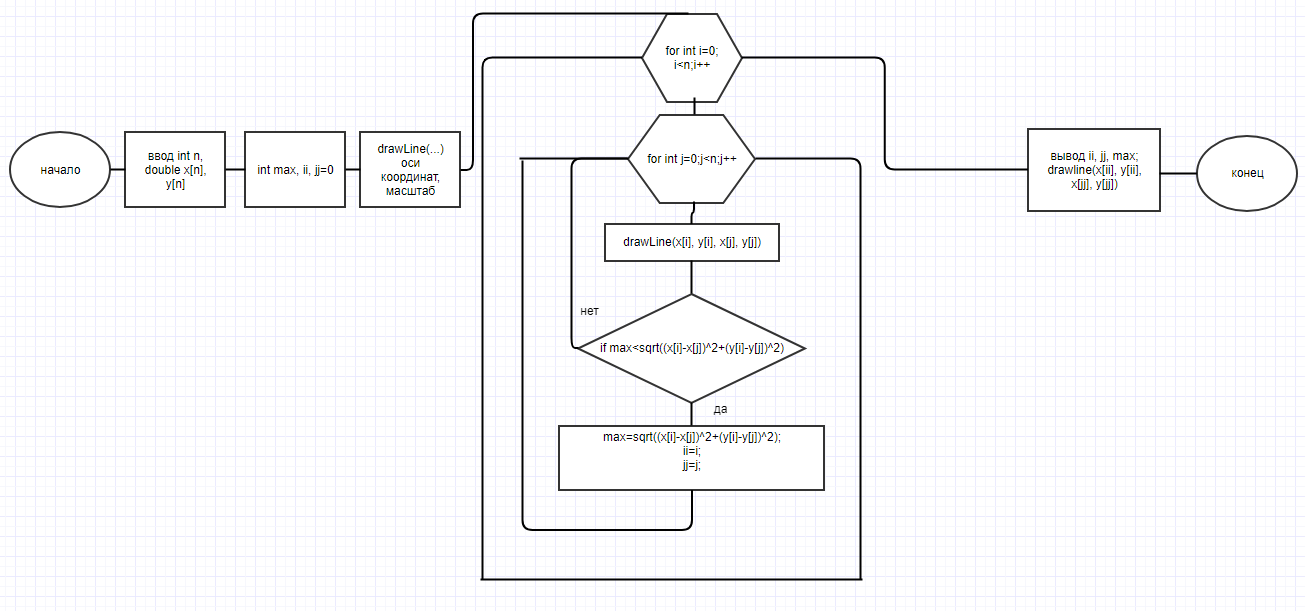 начало
ввод int n,
double x[n],
y[n]
int max, ii, jj=0
drawLine(...)
оси
координат,
масштаб
for int i=0;
i<n;i++
for int j=0;j<n;j++
drawLine(x[i], y[i], x[j], y[j])
нет
if max<sqrt((x[i]-x[j])^2+(y[i]-y[j])^2)
да
max=sqrt((x[i]-x[j])^2+(y[i]-y[j])^2);
ii=i;
jj=j;
вывод ii, jj, max;
drawline(x[ii], y[ii],
x[jj], y[jj])
конец